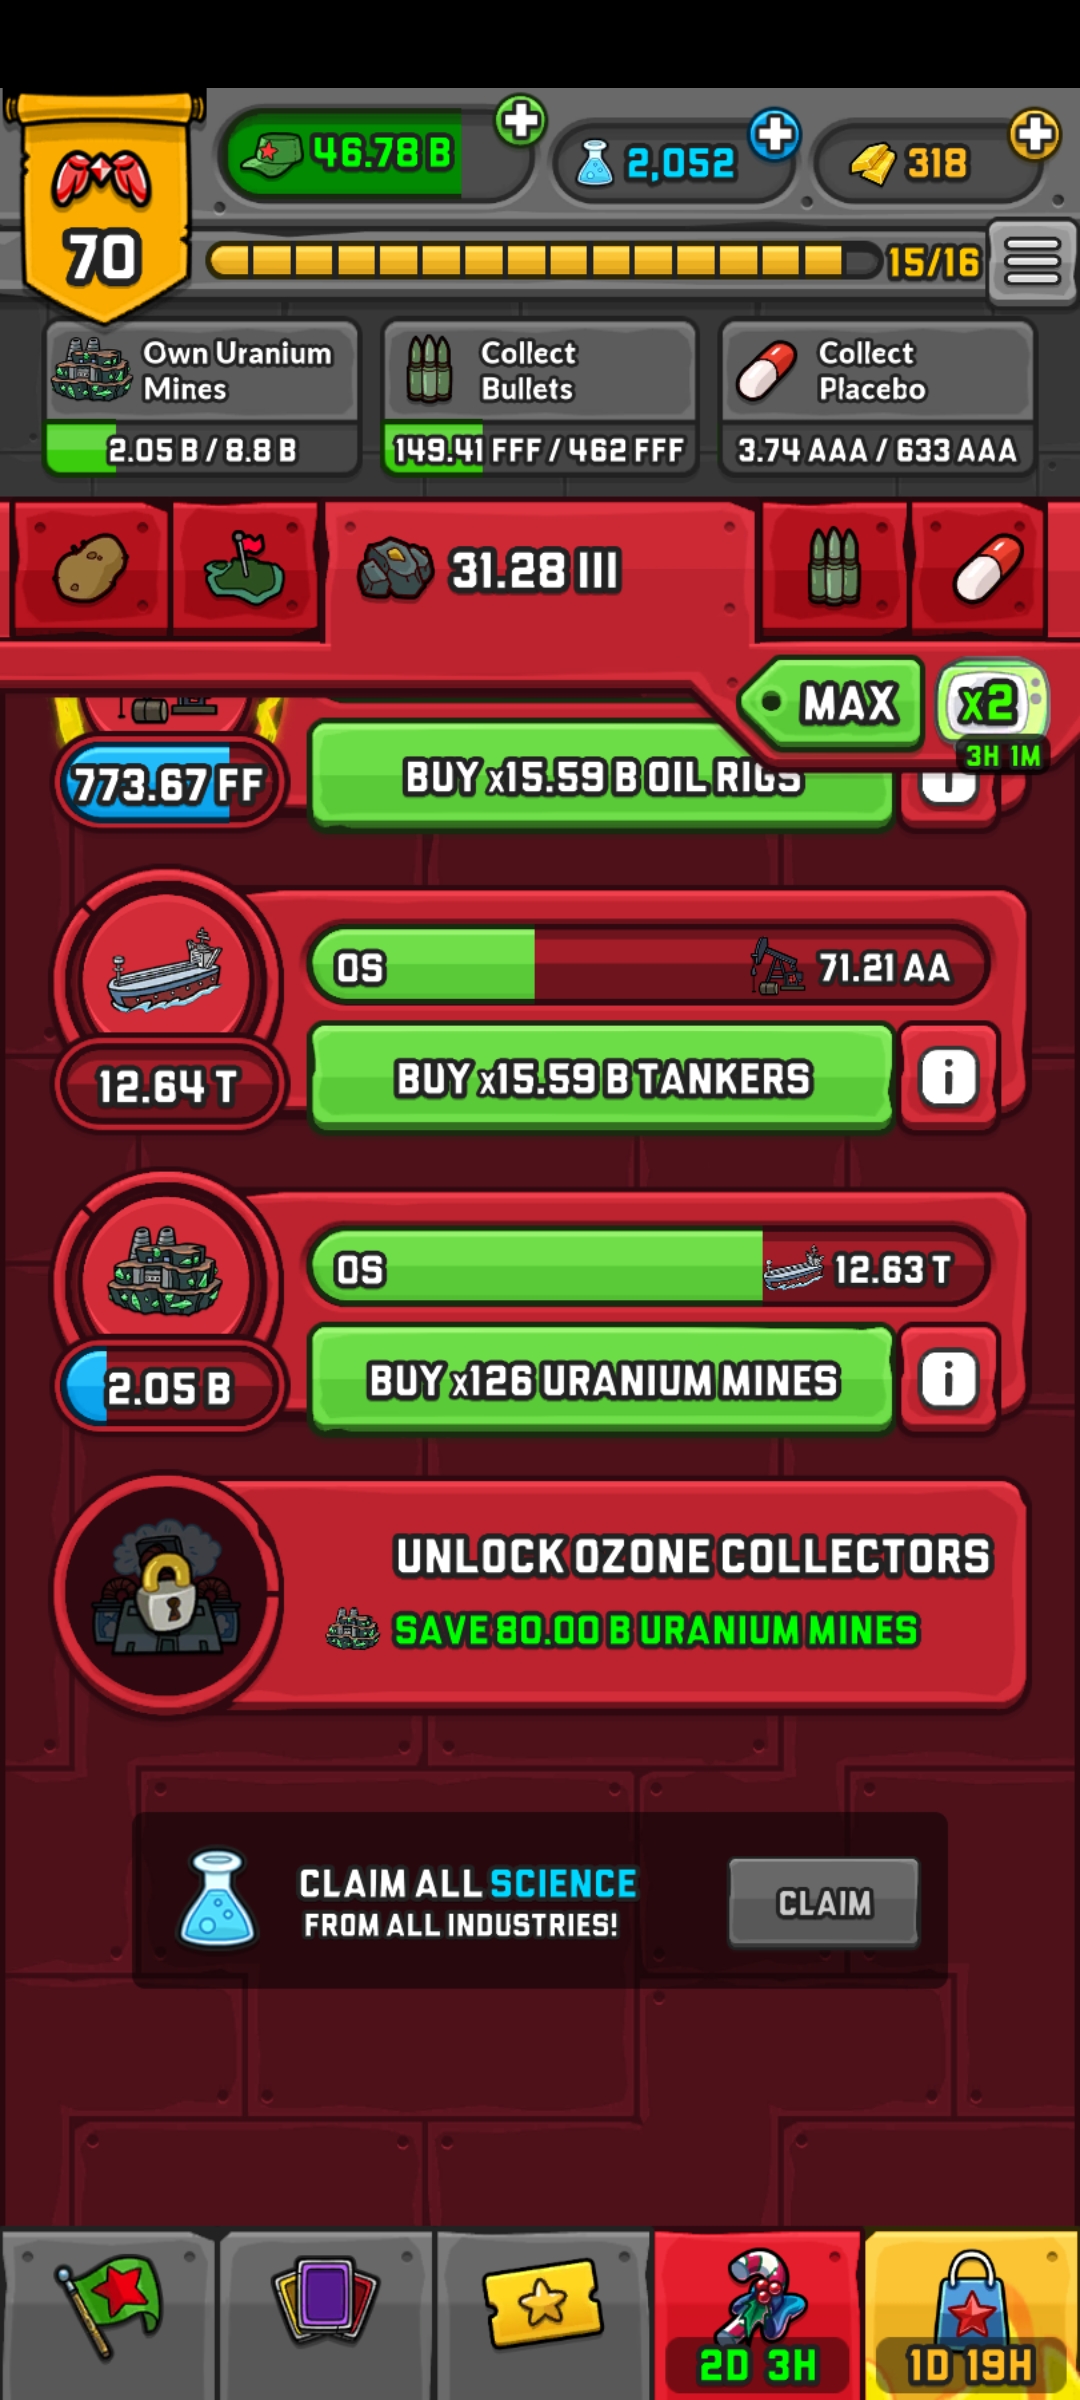 46.78 B
2,052
318
70
15/16
Own Uranium
Mines
2.05 B / 8.8 B
Collect
Bullets
149.41 FFF / 462 FFF
Collect
Placebo
3.74 AAA / 633 AAA
31.28 III
MAX
x2
3H 1M
773.67 FF
BUY x15.59 B OIL RIGS
0S
71.21 AA
12.64 T
BUY x15.59 B TANKERS
i
0S
12.63 T
2.05 B
BUY x126 URANIUM MINES
i
UNLOCK OZONE COLLECTORS
SAVE 80.00 B URANIUM MINES
CLAIM ALL SCIENCE
FROM ALL INDUSTRIES!
CLAIM
2D 3H
1D 19H